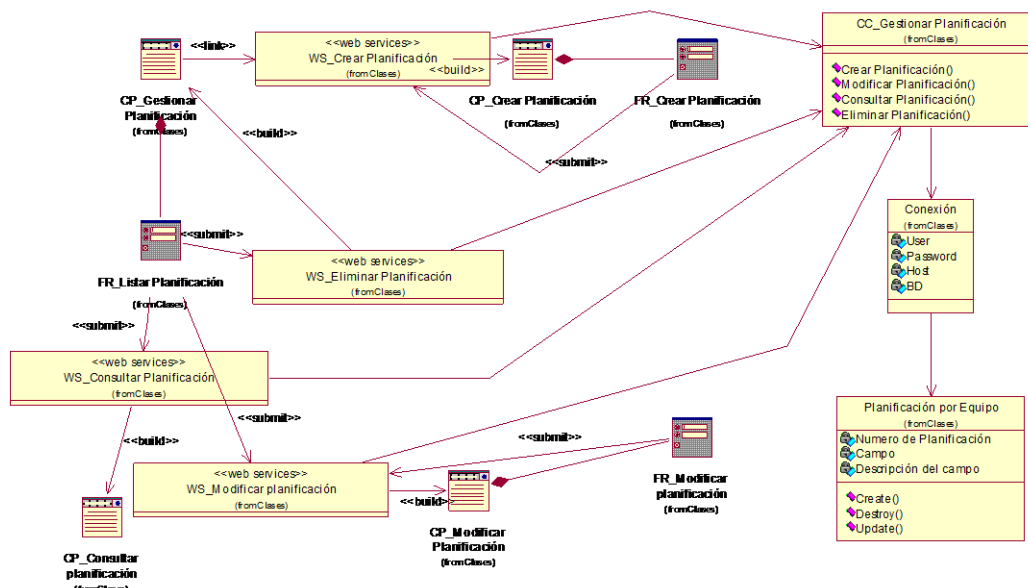 CC_Gestionar Planificación
(fromClases)
Crear Planificación()
Modificar Planificación()
Consultar Planificación()
Eliminar Planificación()
<<link>>
<<web services>>
WS_Crear Planificación
(fromClases)
<<build>>
CP_Gestionar
Planificación
(fromClases)
CP_Crear Planificación
(fromClases)
FR_Crear Planificación
(fromClases)
<<build>>
<<submit>>
Conexión
(fromClases)
User
Password
Host
BD
<<submit>>
FR_Listar Planificación
(fromClases)
<<web services>>
WS_Eliminar Planificación
(fromClases)
<<submit>>
<<web services>>
WS_Consultar Planificación
(fromClases)
<<submit>>
<<build>>
Planificación por Equipo
(fromClases)
Numero de Planificación
Campo
Descripción del campo
Create()
Destroy()
Update()
<<submit>>
<<web services>>
WS_Modificar planificación
(fromClases)
<<build>>
FR_Modificar
planificación
(fromClases)
CP_Modificar
Planificación
(fromClases)
CP_Consultar
planificación